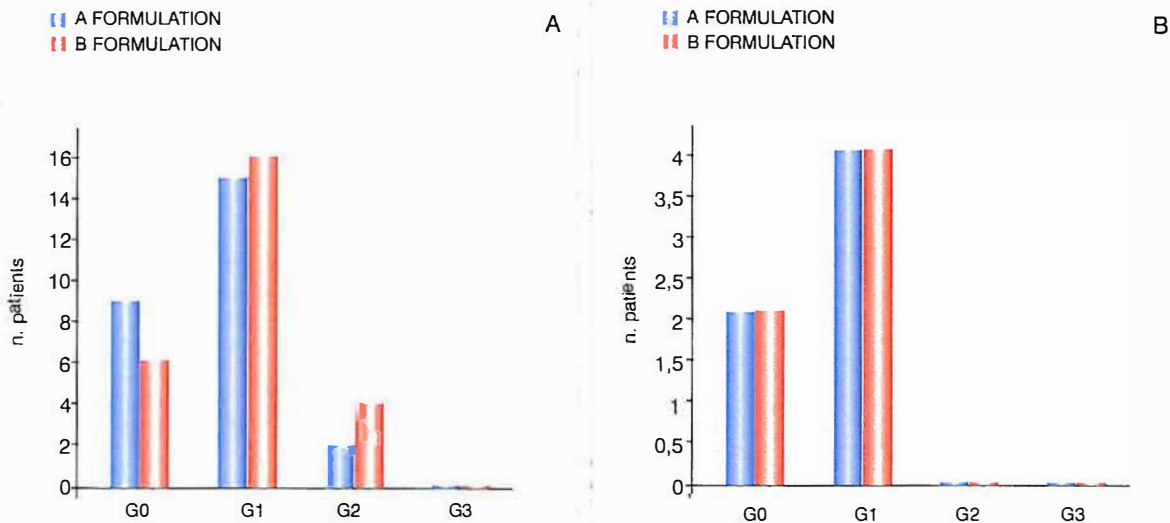 A FORMULATION
B FORMULATION
A
n. patients
16
14
12
10
8
6
4
2
0
G0 G1 G2 G3
A FORMULATION
B FORMULATION
B
n. patients
4
3,5
3
2,5
2
1,5
1
0,5
0
G0 G1 G2 G3